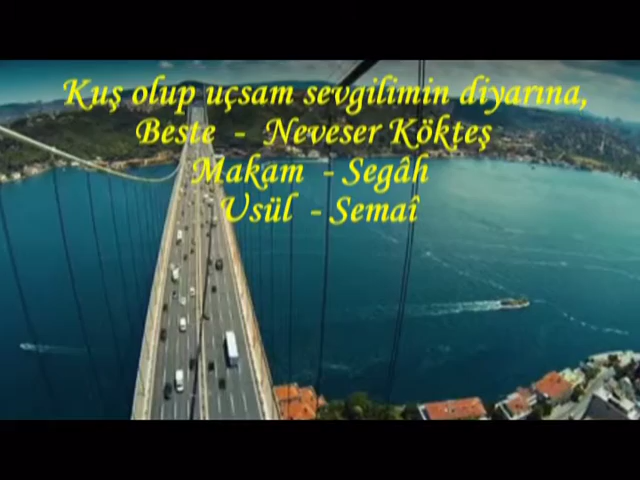 Kuş olup uçsam sevgilimin diyarına,
Beste - Neveser Kökteş
Makam - Segâh
Usül - Semaî